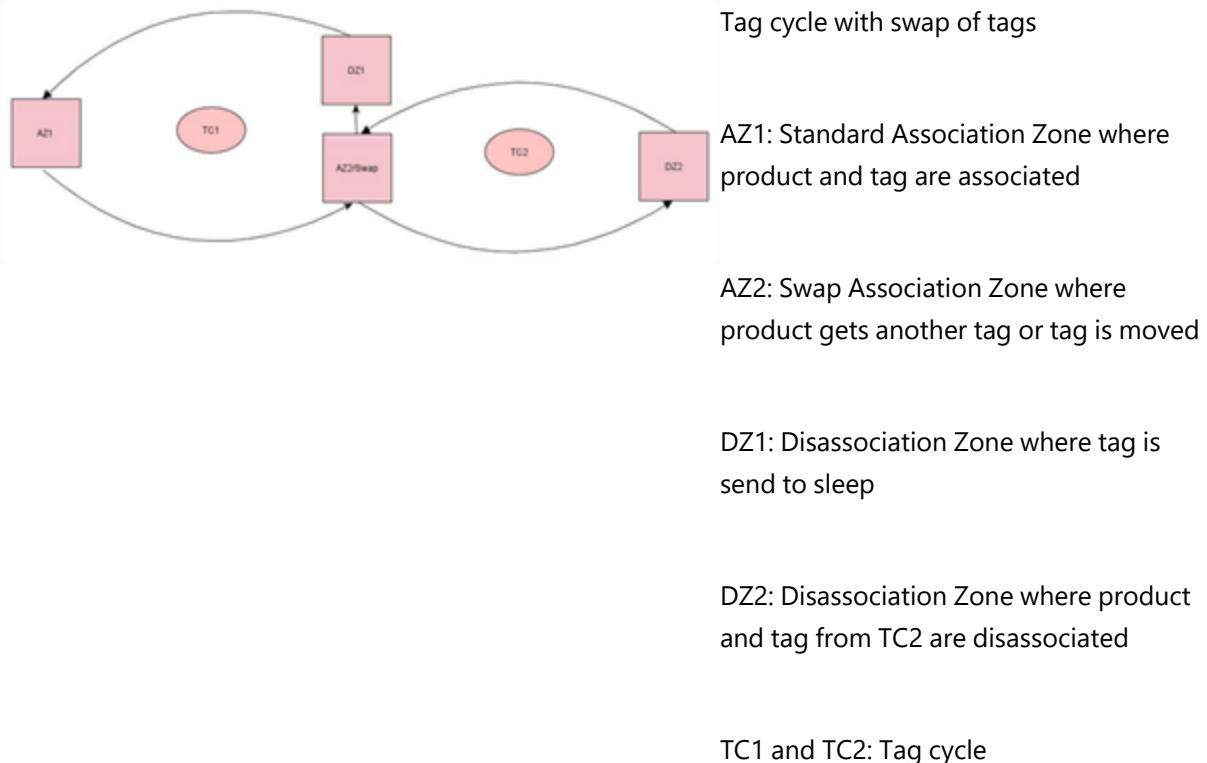 Tag cycle with swap of tags
DZ1
AZ1
TC1
AZ2/Swap
TC2
DZ2
AZ1: Standard Association Zone where
product and tag are associated
AZ2: Swap Association Zone where
product gets another tag or tag is moved
DZ1: Disassociation Zone where tag is
send to sleep
DZ2: Disassociation Zone where product
and tag from TC2 are disassociated
TC1 and TC2: Tag cycle